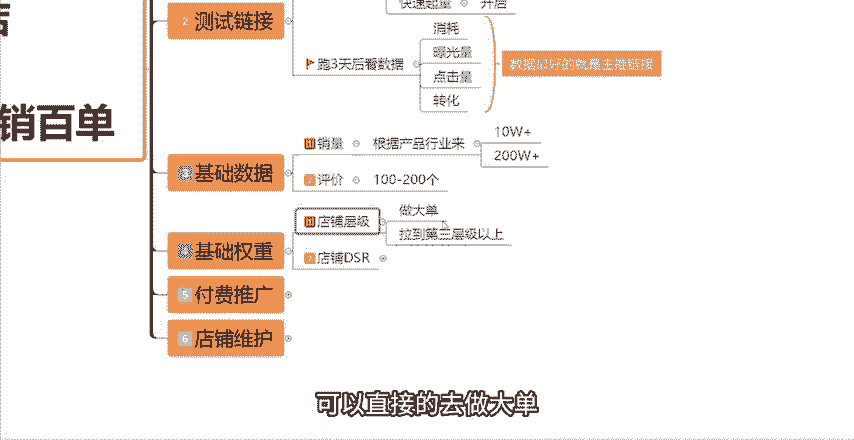 快速起量 开启
店
2 测试链接
消耗
曝光量
跑3天后看数据
点击量
转化
数据最好的就是主推链接
销百单
销量 根据产品行业来
10W+
200W+
3 基础数据
评价 100-200个
店铺层级
做大单
拉到第三层级以上
4 基础权重
2 店铺DSR
5 付费推广
6 店铺维护
可以直接的去做大单